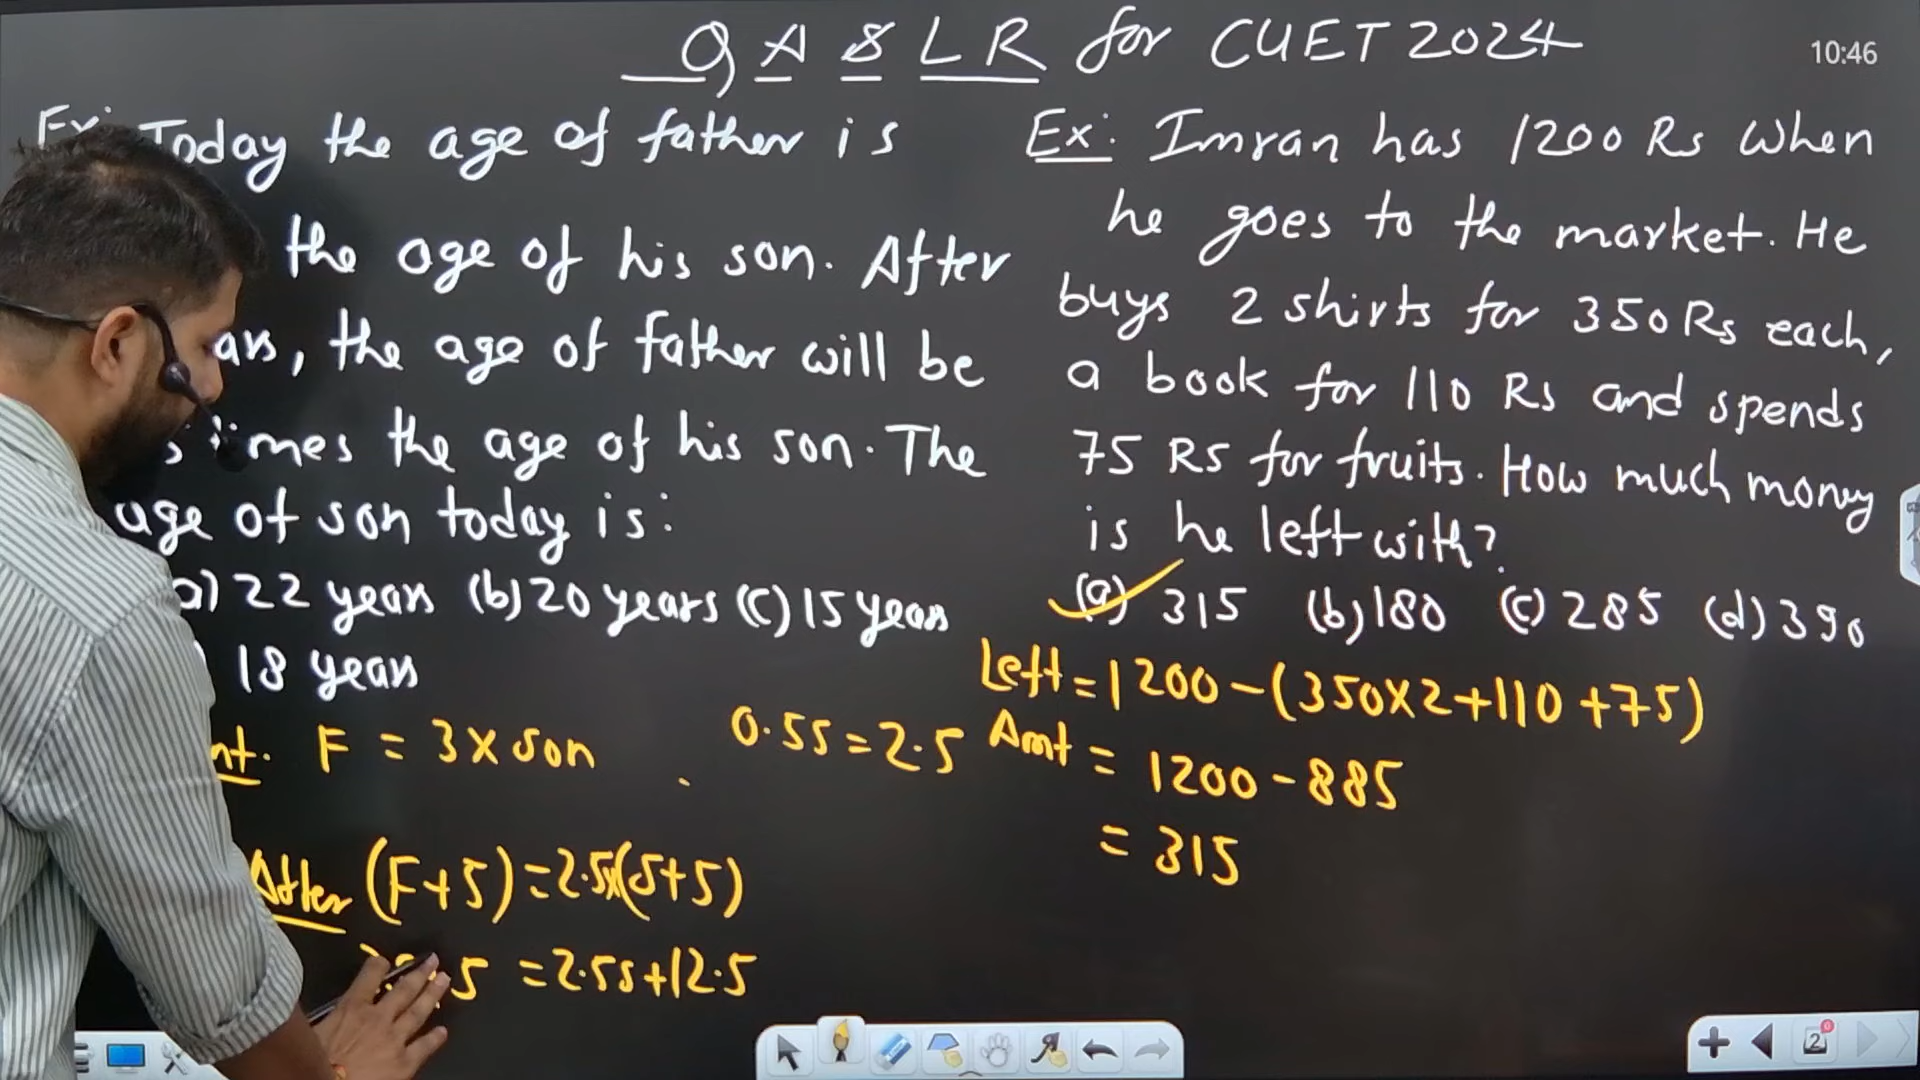 QA & LR for CUET 2024
10:46
Ex: Today the age of father is
the age of his son. After
ars, the age of father will be
times the age of his son. The
age of son today is:
a) 22 years (b) 20 years (c) 15 years
18 years
nt. F = 3 x son
0.5S = 2.5
After (F+5) = 2.5x(S+5)
5 = 2.5S+12.5
Ex: Imran has 1200 Rs when
he goes to the market. He
buys 2 shirts for 350 Rs each,
a book for 110 Rs and spends
75 Rs for fruits. How much money
is he left with?
(a) 315 (b) 180 (c) 285 (d) 390
Left = 1200 - (350x2+110+75)
Amt = 1200 - 885
= 315
2